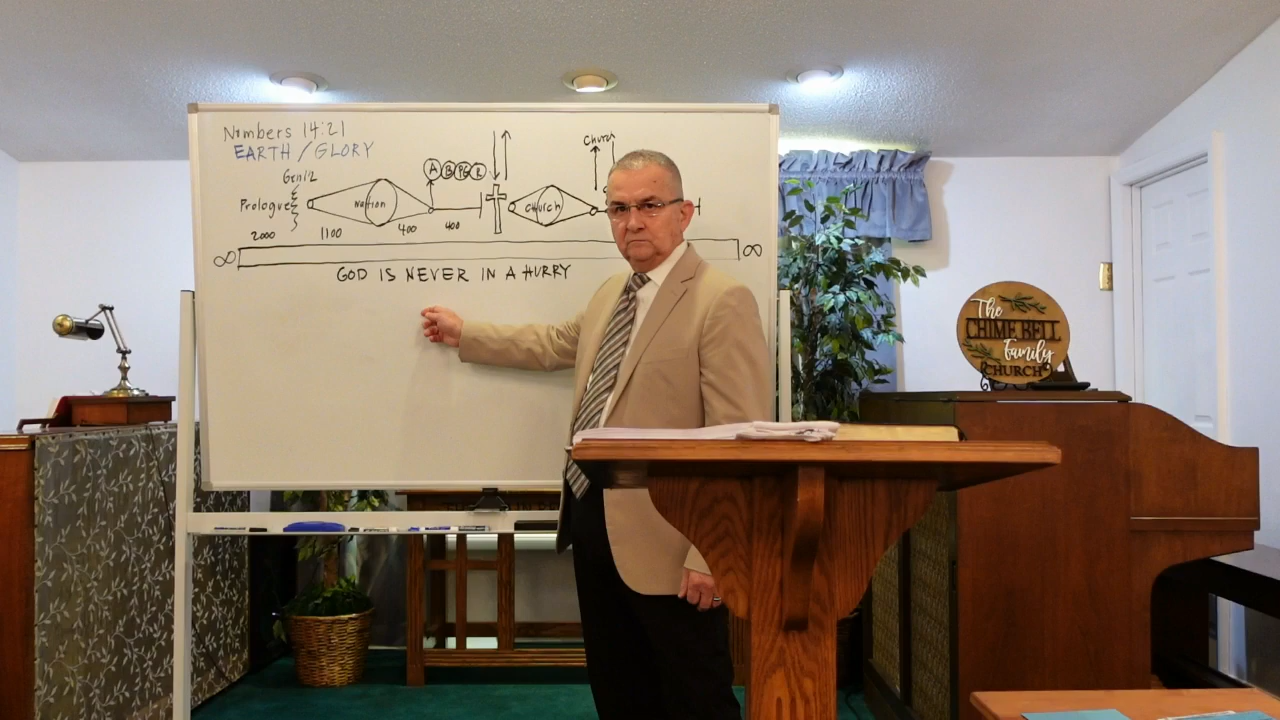 Numbers 14:21
EARTH / GLORY
Gen 12
Prologue
Nation
A B PG R
Church
CHURCH
2000 1100 400 400
∞ ∞
GOD IS NEVER IN A HURRY
The
CHIME BELL
Family
CHURCH